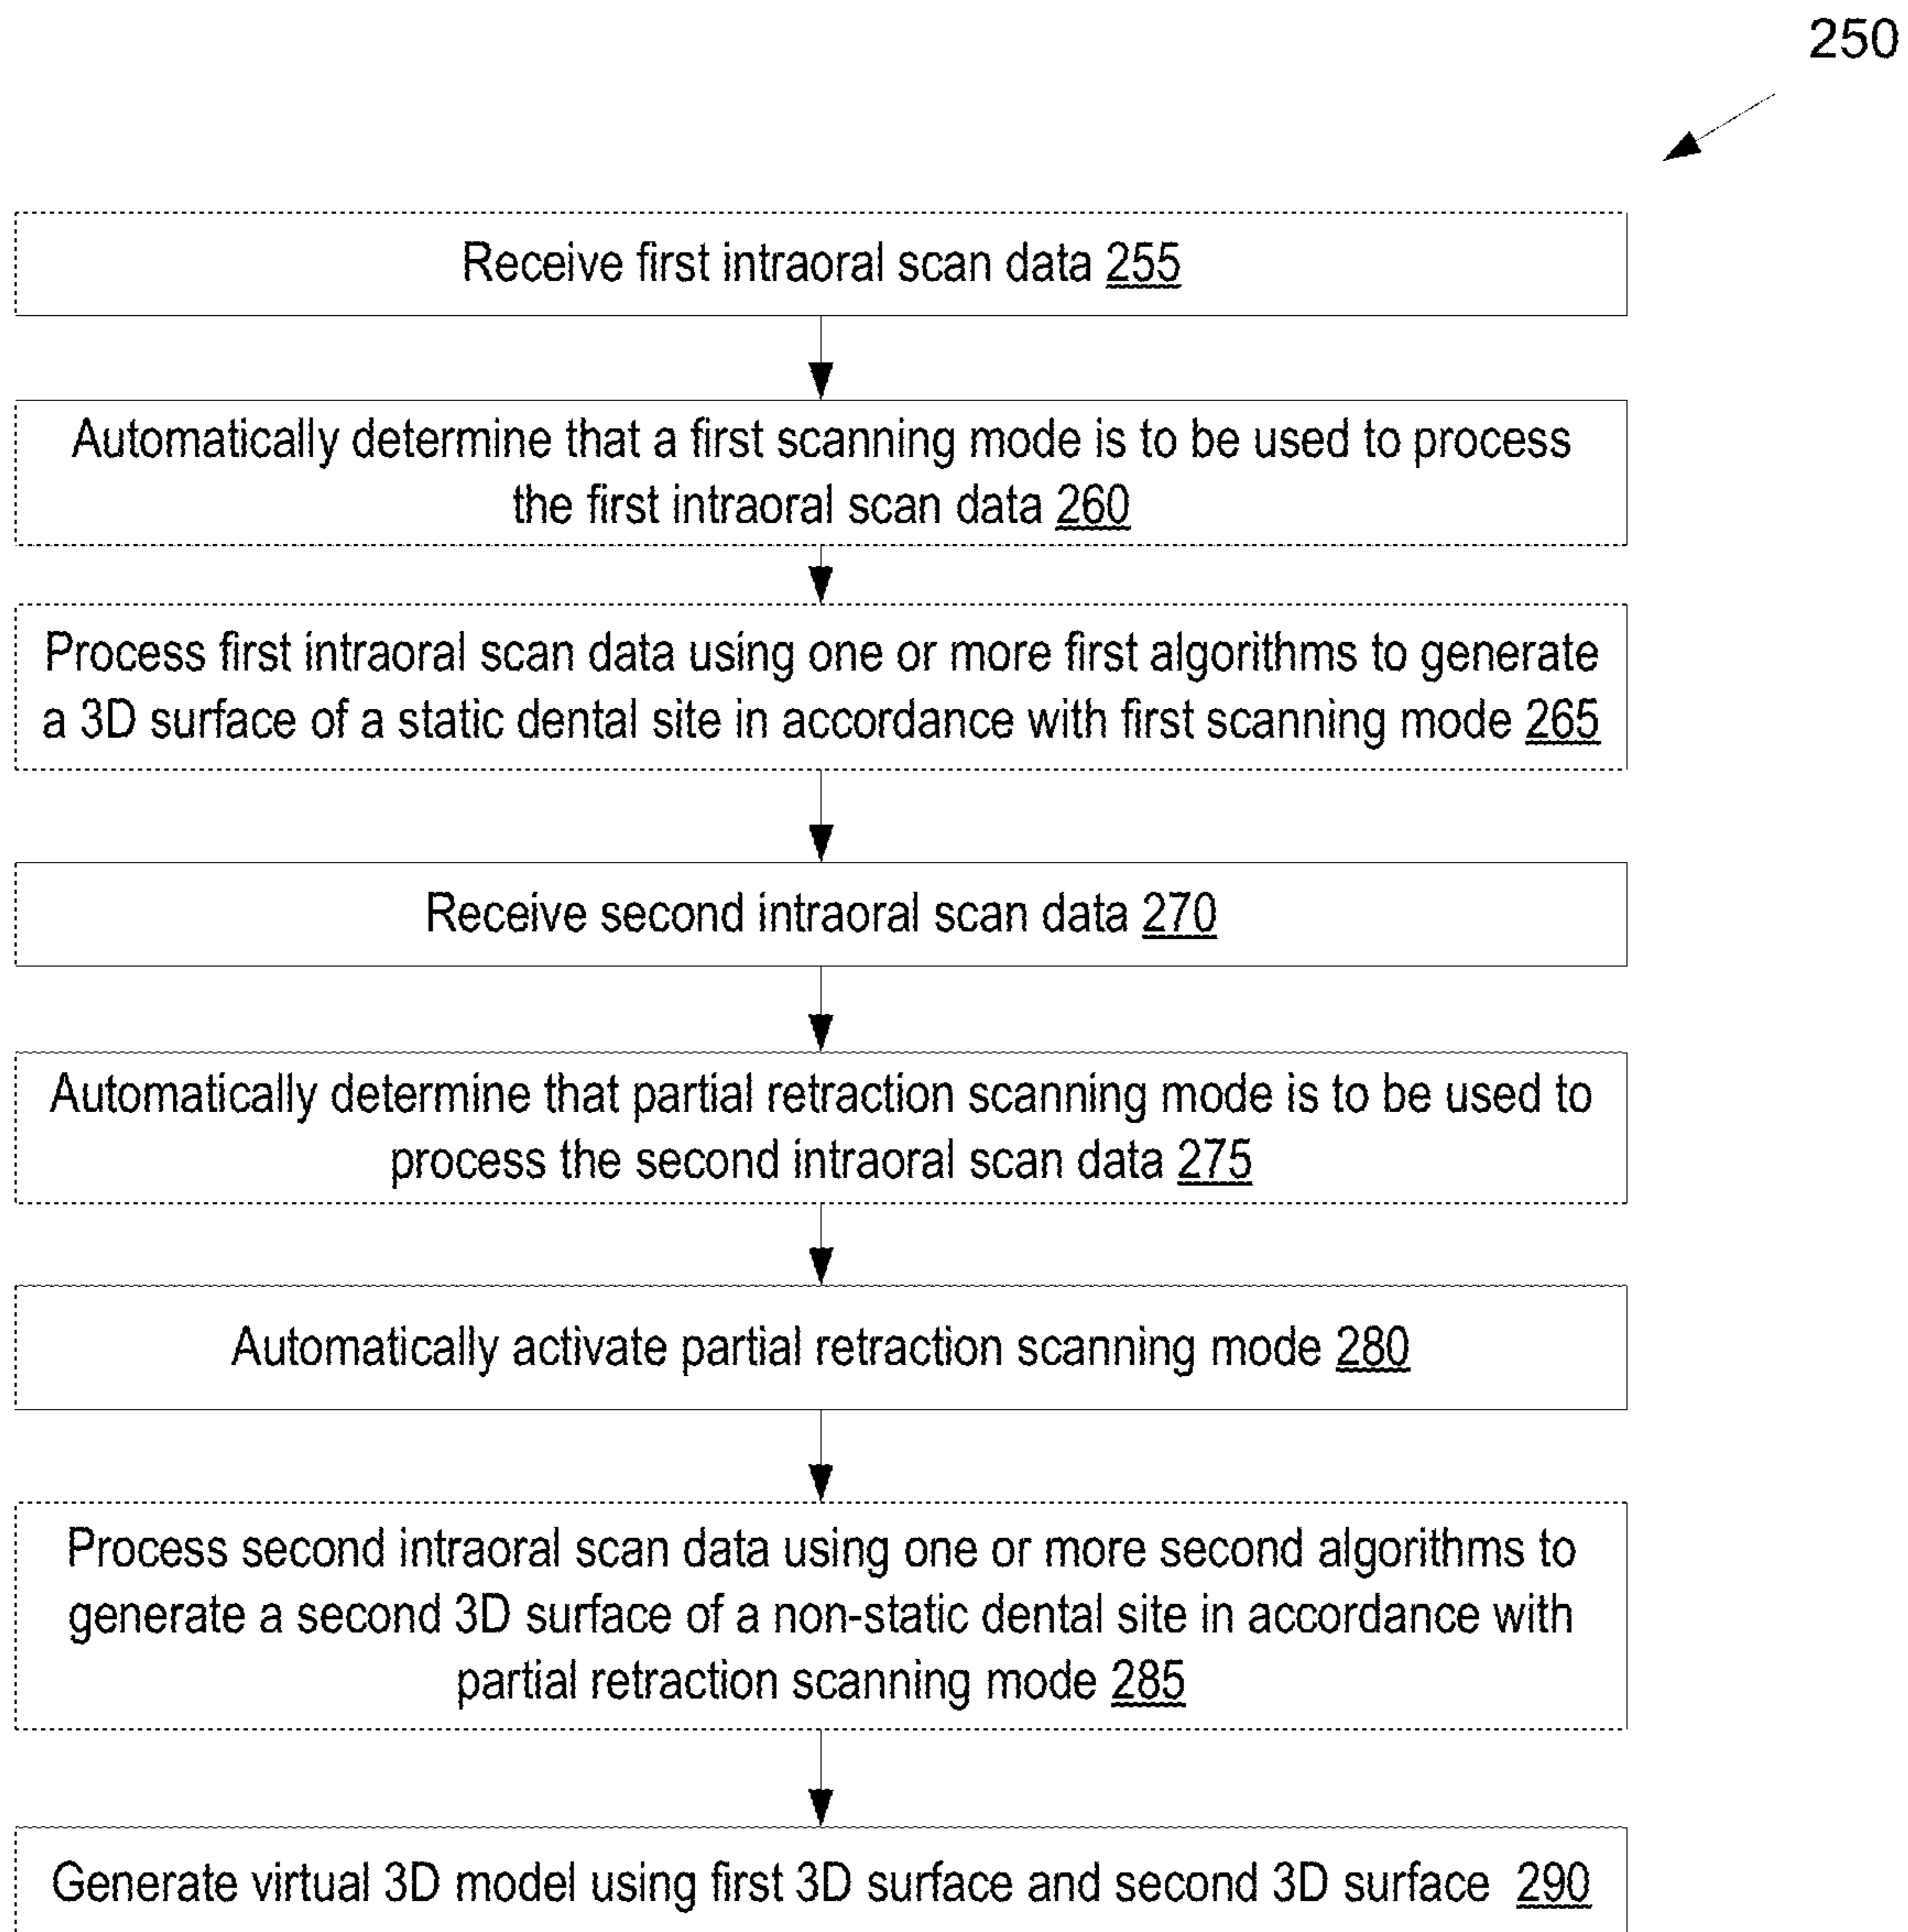 250
Receive first intraoral scan data 255
Automatically determine that a first scanning mode is to be used to process
the first intraoral scan data 260
Process first intraoral scan data using one or more first algorithms to generate
a 3D surface of a static dental site in accordance with first scanning mode 265
Receive second intraoral scan data 270
Automatically determine that partial retraction scanning mode is to be used to
process the second intraoral scan data 275
Automatically activate partial retraction scanning mode 280
Process second intraoral scan data using one or more second algorithms to
generate a second 3D surface of a non-static dental site in accordance with
partial retraction scanning mode 285
Generate virtual 3D model using first 3D surface and second 3D surface 290